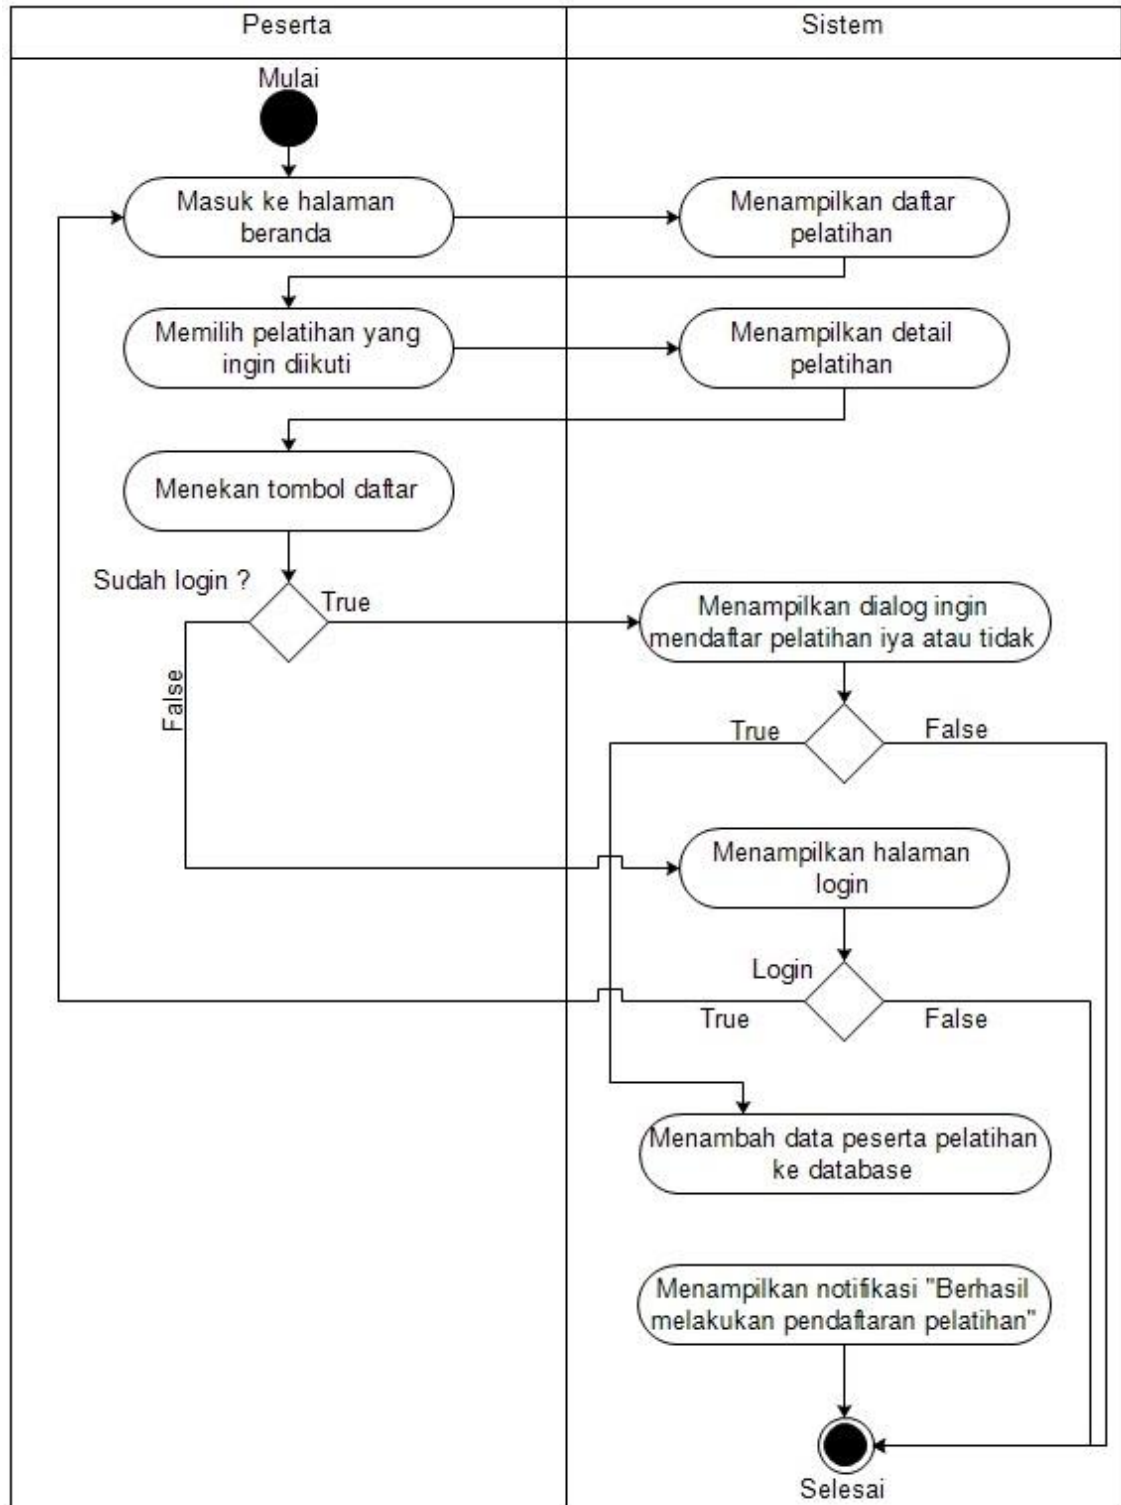 Peserta
Sistem
Mulai
Masuk ke halaman
beranda
Menampilkan daftar
pelatihan
Memilih pelatihan yang
ingin diikuti
Menampilkan detail
pelatihan
Menekan tombol daftar
Sudah login ?
True
False
Menampilkan dialog ingin
mendaftar pelatihan iya atau tidak
True
False
Menampilkan halaman
login
Login
True
False
Menambah data peserta pelatihan
ke database
Menampilkan notifikasi "Berhasil
melakukan pendaftaran pelatihan"
Selesai